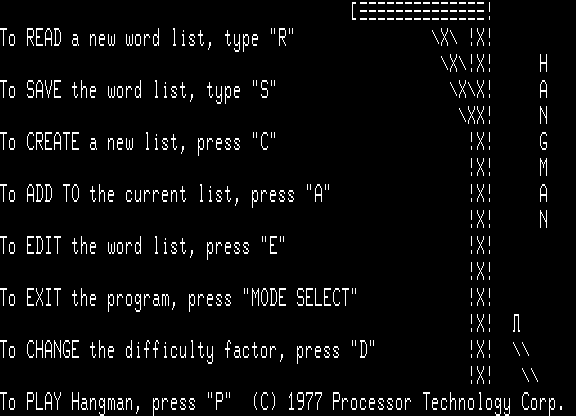 To READ a new word list, type "R"
To SAVE the word list, type "S"
To CREATE a new list, press "C"
To ADD TO the current list, press "A"
To EDIT the word list, press "E"
To EXIT the program, press "MODE SELECT"
To CHANGE the difficulty factor, press "D"
To PLAY Hangman, press "P"  (C) 1977 Processor Technology Corp.
H
A
N
G
M
A
N